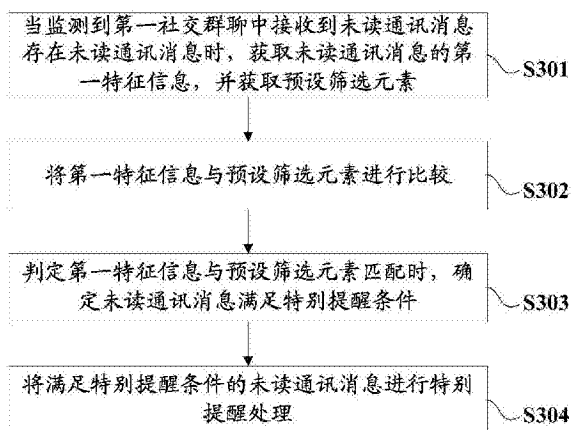 当监测到第一社交群聊中接收到未读通讯消息
存在未读通讯消息时，获取未读通讯消息的第
一特征信息，并获取预设筛选元素
S301
将第一特征信息与预设筛选元素进行比较
S302
判定第一特征信息与预设筛选元素匹配时，确
定未读通讯消息满足特别提醒条件
S303
将满足特别提醒条件的未读通讯消息进行特别
提醒处理
S304